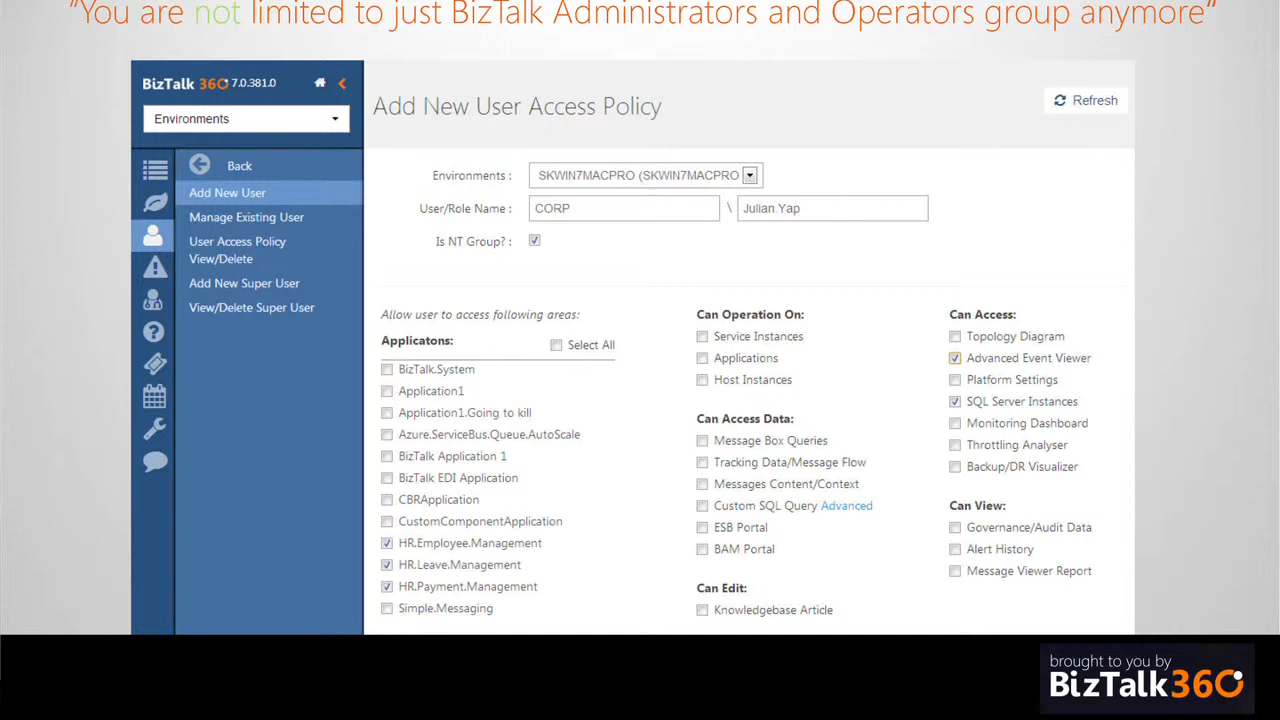 "You are not limited to just BizTalk Administrators and Operators group anymore"
BizTalk 360 7.0.381.0
Environments
Back
Add New User
Manage Existing User
User Access Policy
View/Delete
Add New Super User
View/Delete Super User
Add New User Access Policy
Refresh
Environments :
SKWIN7MACPRO (SKWIN7MACPRO
User/Role Name :
CORP \ Julian.Yap
Is NT Group? :
Allow user to access following areas:
Applicatons:
Select All
BizTalk.System
Application1
Application1.Going to kill
Azure.ServiceBus.Queue.AutoScale
BizTalk Application 1
BizTalk EDI Application
CBRApplication
CustomComponentApplication
HR.Employee.Management
HR.Leave.Management
HR.Payment.Management
Simple.Messaging
Can Operation On:
Service Instances
Applications
Host Instances
Can Access Data:
Message Box Queries
Tracking Data/Message Flow
Messages Content/Context
Custom SQL Query Advanced
ESB Portal
BAM Portal
Can Edit:
Knowledgebase Article
Can Access:
Topology Diagram
Advanced Event Viewer
Platform Settings
SQL Server Instances
Monitoring Dashboard
Throttling Analyser
Backup/DR Visualizer
Can View:
Governance/Audit Data
Alert History
Message Viewer Report
brought to you by
BizTalk360